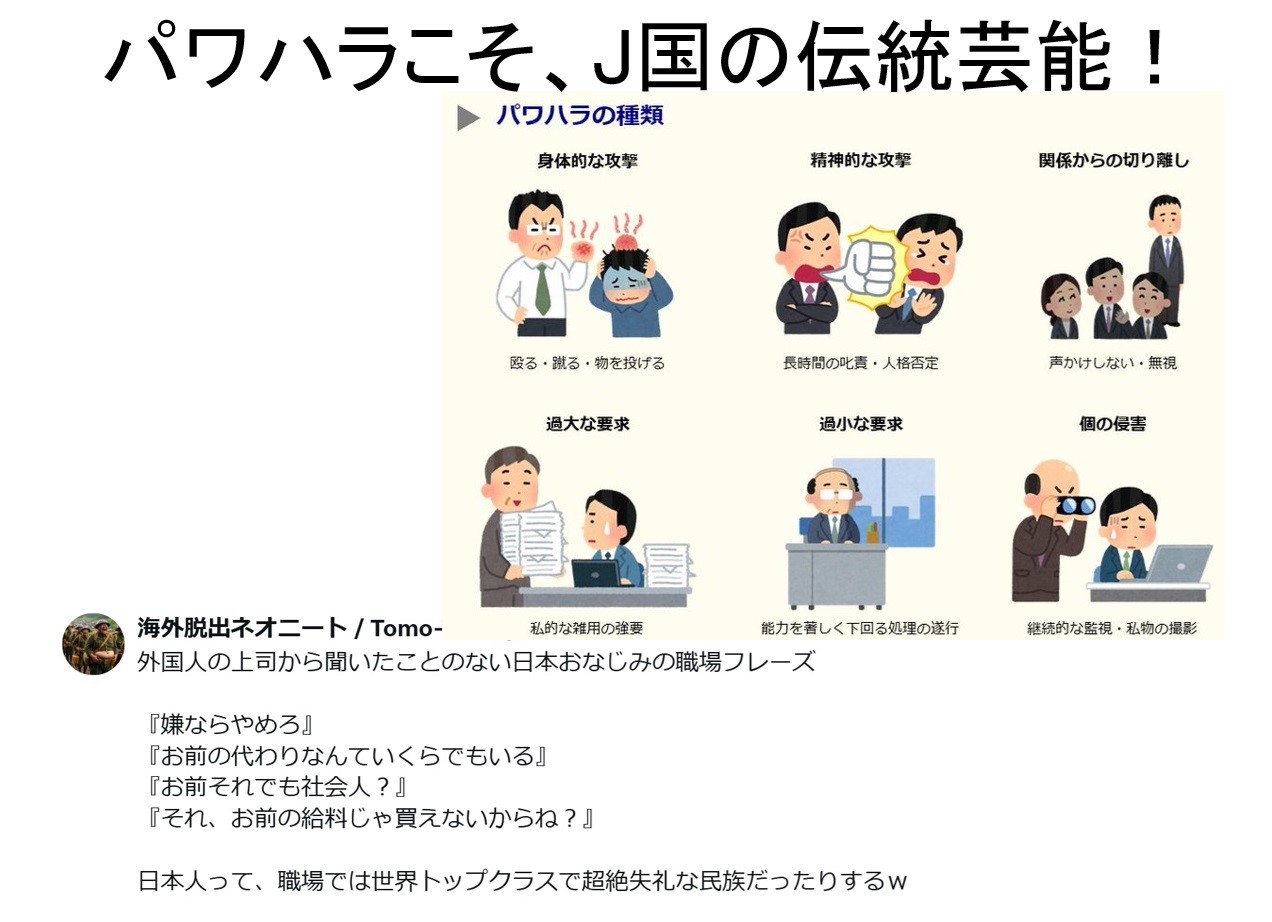 パワハラこそ、J国の伝統芸能！
パワハラの種類
身体的な攻撃
精神的な攻撃
関係からの切り離し
殴る・蹴る・物を投げる
長時間の叱責・人格否定
声かけしない・無視
過大な要求
過小な要求
個の侵害
私的な雑用の強要
能力を著しく下回る処理の遂行
継続的な監視・私物の撮影
海外脱出ネオニート / Tomo-
外国人の上司から聞いたことのない日本おなじみの職場フレーズ
『嫌ならやめろ』
『お前の代わりなんていくらでもいる』
『お前それでも社会人？』
『それ、お前の給料じゃ買えないからね？』
日本人って、職場では世界トップクラスで超絶失礼な民族だったりするw